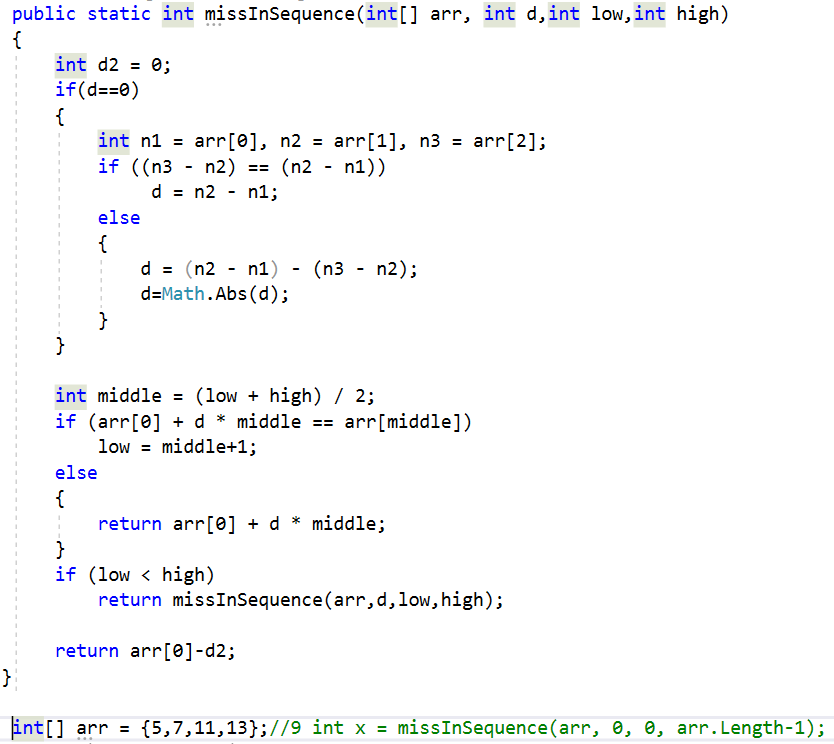 public static int missInSequence(int[] arr, int d,int low,int high)
{
int d2 = 0;
if(d==0)
{
int n1 = arr[0], n2 = arr[1], n3 = arr[2];
if ((n3 - n2) == (n2 - n1))
d = n2 - n1;
else
{
d = (n2 - n1) - (n3 - n2);
d=Math.Abs(d);
}
}
int middle = (low + high) / 2;
if (arr[0] + d * middle == arr[middle])
low = middle+1;
else
{
return arr[0] + d * middle;
}
if (low < high)
return missInSequence(arr,d,low,high);
return arr[0]-d2;
}
int[] arr = {5,7,11,13};//9 int x = missInSequence(arr, 0, 0, arr.Length-1);